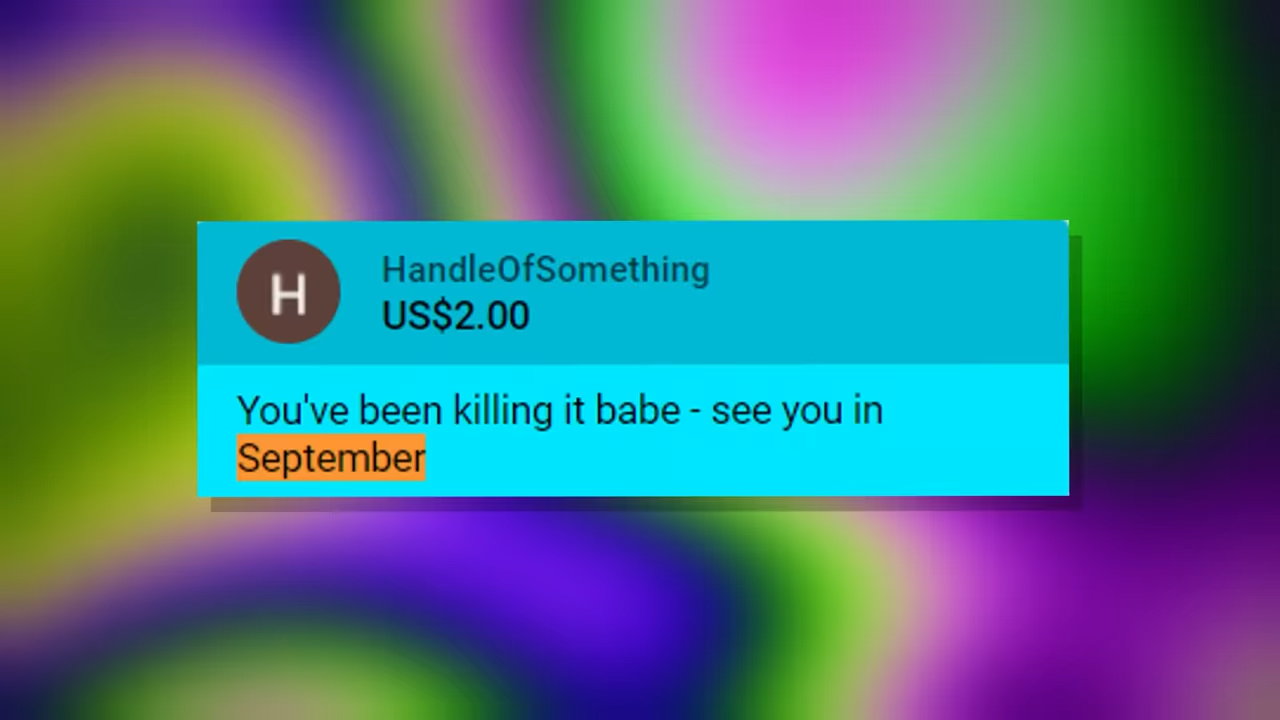 H
HandleOfSomething
US$2.00
You've been killing it babe - see you in
September